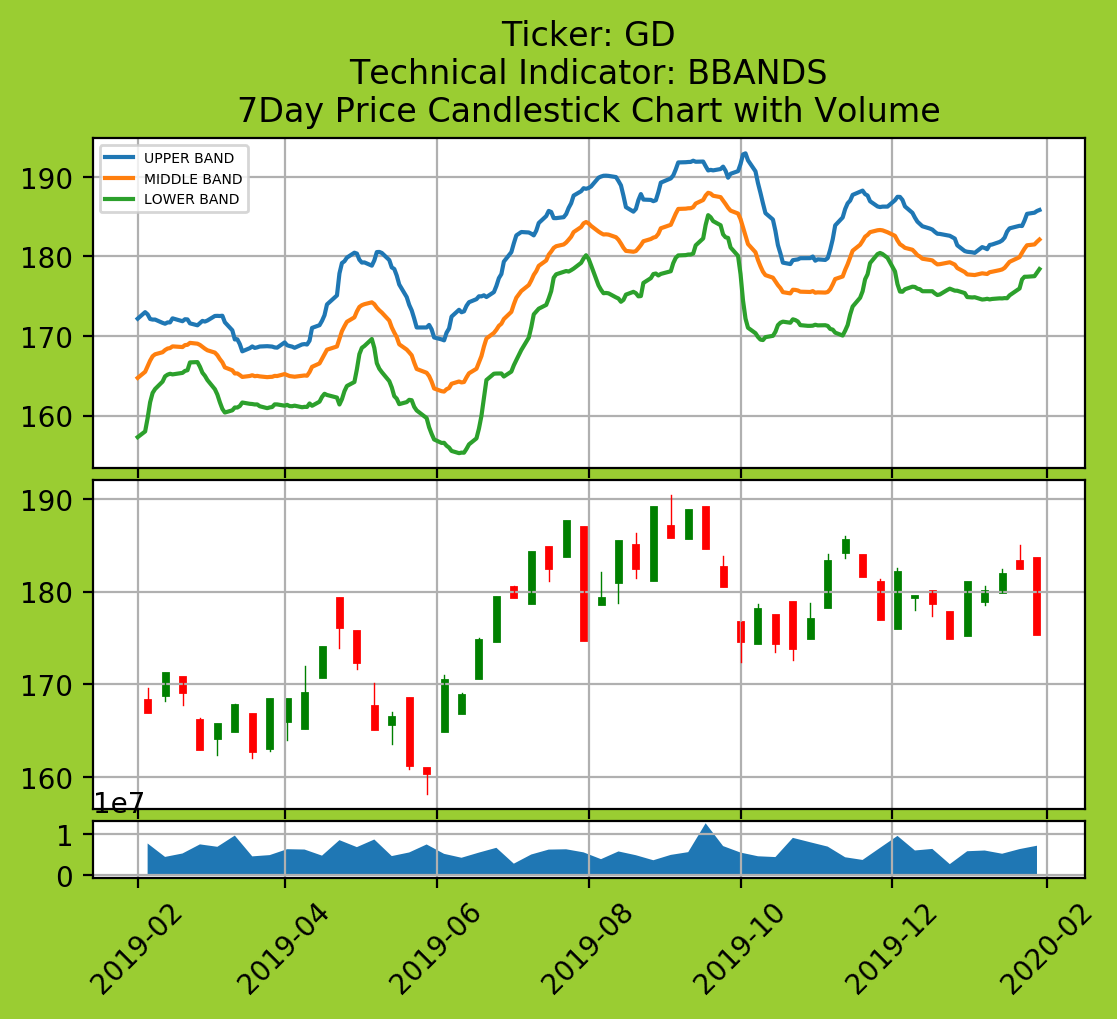 Ticker: GD
Technical Indicator: BBANDS
7Day Price Candlestick Chart with Volume
UPPER BAND
MIDDLE BAND
LOWER BAND
190
180
170
160
190
180
170
160
1e7
1
0
2019-02
2019-04
2019-06
2019-08
2019-10
2019-12
2020-02